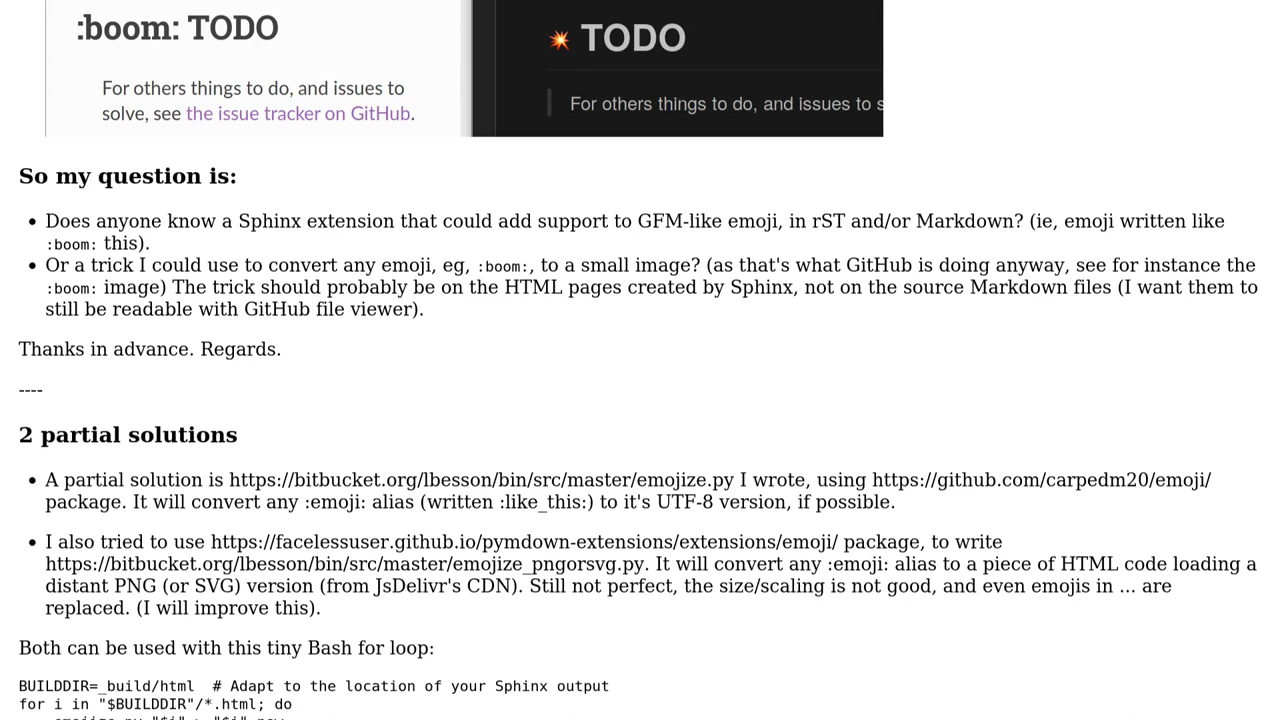 :boom: TODO
💥 TODO
For others things to do, and issues to
solve, see the issue tracker on GitHub.
For others things to do, and issues to s
So my question is:
• Does anyone know a Sphinx extension that could add support to GFM-like emoji, in rST and/or Markdown? (ie, emoji written like
:boom: this).
• Or a trick I could use to convert any emoji, eg, :boom:, to a small image? (as that's what GitHub is doing anyway, see for instance the
:boom: image) The trick should probably be on the HTML pages created by Sphinx, not on the source Markdown files (I want them to
still be readable with GitHub file viewer).
Thanks in advance. Regards.
----
2 partial solutions
• A partial solution is https://bitbucket.org/lbesson/bin/src/master/emojize.py I wrote, using https://github.com/carpedm20/emoji/
package. It will convert any :emoji: alias (written :like_this:) to it's UTF-8 version, if possible.
• I also tried to use https://facelessuser.github.io/pymdown-extensions/extensions/emoji/ package, to write
https://bitbucket.org/lbesson/bin/src/master/emojize_pngorsvg.py. It will convert any :emoji: alias to a piece of HTML code loading a
distant PNG (or SVG) version (from JsDelivr's CDN). Still not perfect, the size/scaling is not good, and even emojis in ... are
replaced. (I will improve this).
Both can be used with this tiny Bash for loop:
BUILDDIR=_build/html  # Adapt to the location of your Sphinx output
for i in "$BUILDDIR"/*.html; do